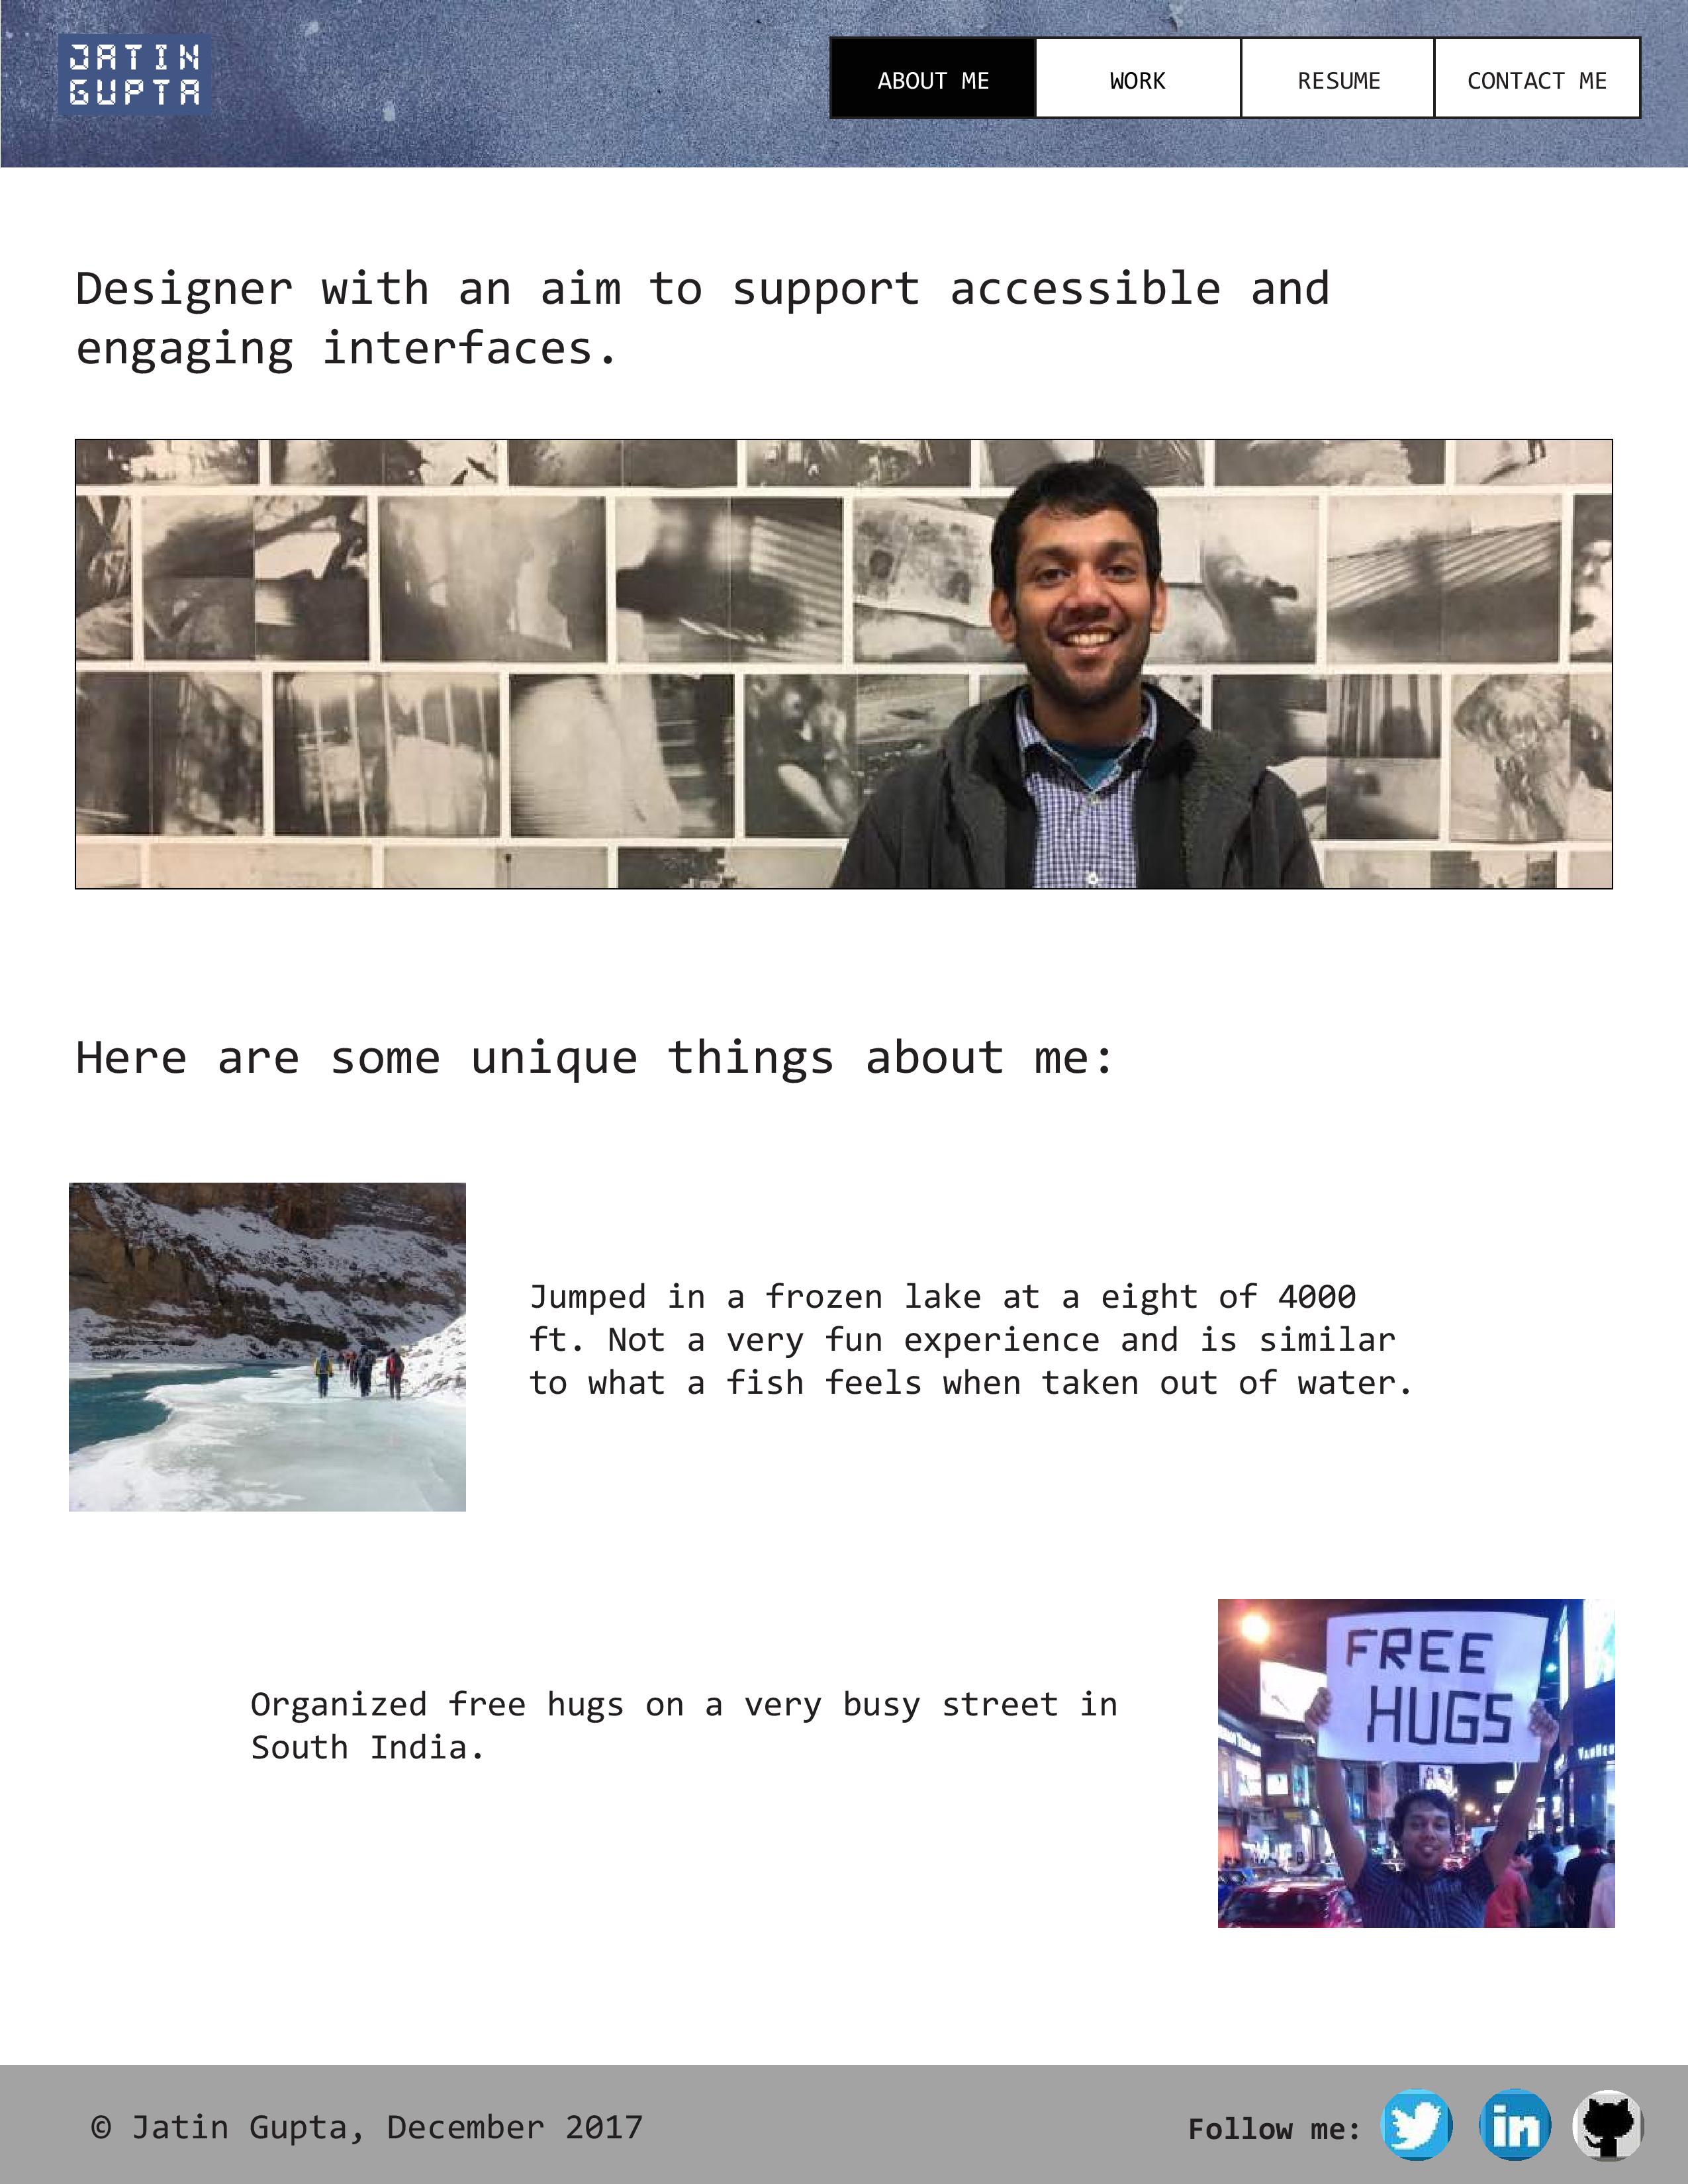 JATIN
GUPTA
ABOUT ME
WORK
RESUME
CONTACT ME
Designer with an aim to support accessible and
engaging interfaces.
Here are some unique things about me:
Jumped in a frozen lake at a eight of 4000
ft. Not a very fun experience and is similar
to what a fish feels when taken out of water.
FREE
HUGS
Organized free hugs on a very busy street in
South India.
© Jatin Gupta, December 2017
Follow me:
in